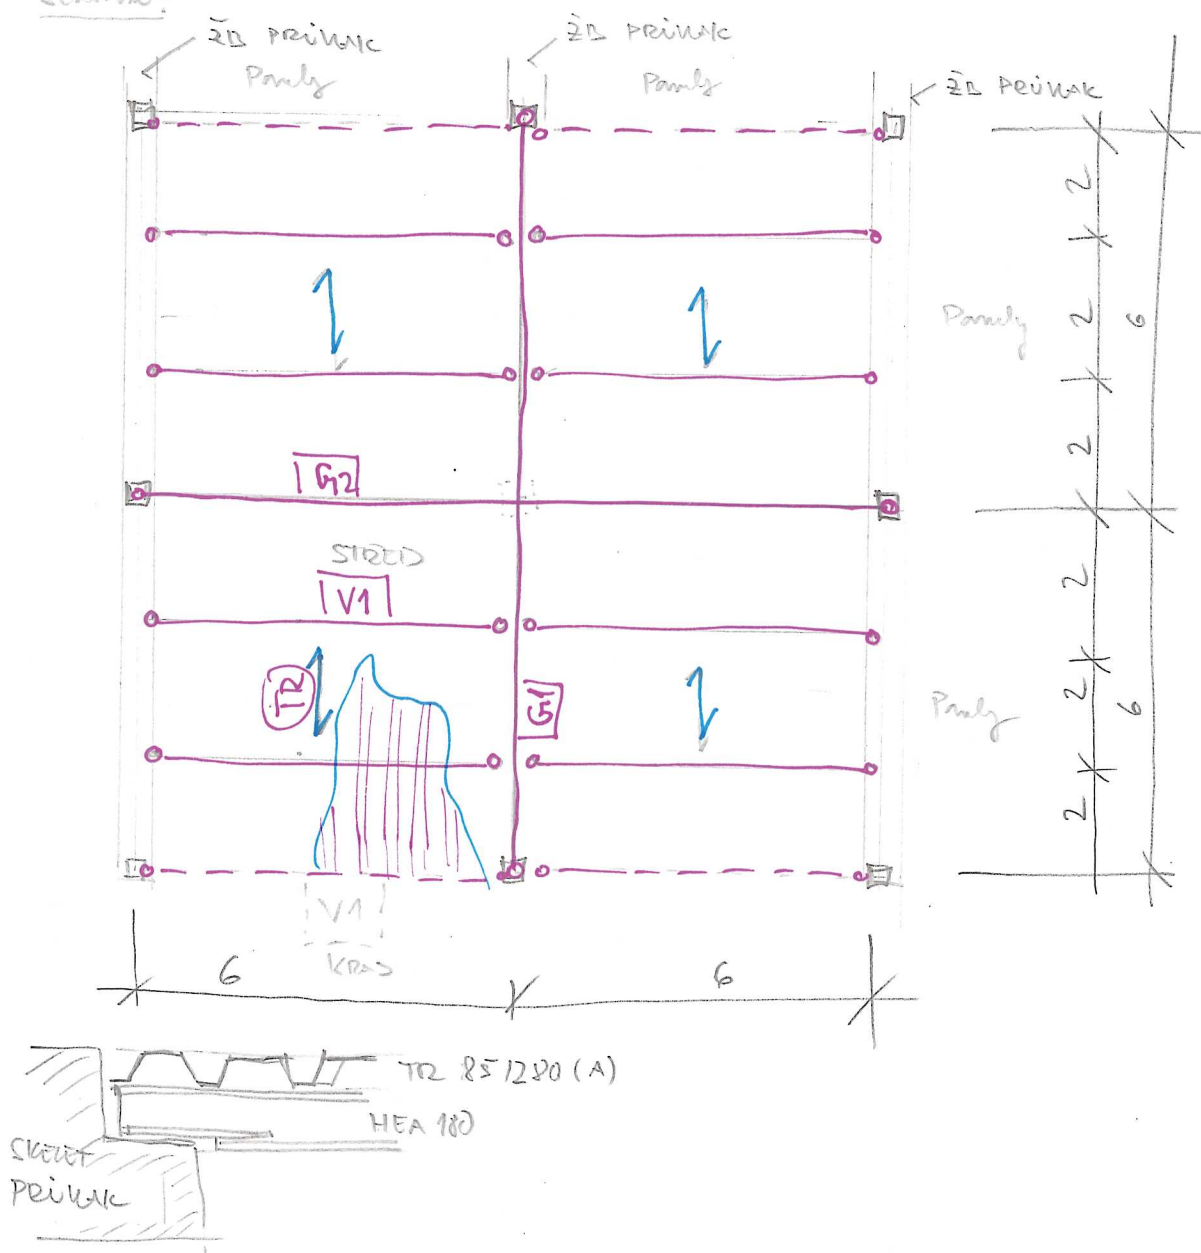 ŽB PRŮVLAK
ŽB PRŮVLAK
Panely
Panely
ŽB PRŮVLAK
2
2
Panely
6
2
G2
STŘED
2
V1
TR
G1
2
Panely
6
2
V1
KRAJ
6
6
TR 85/280 (A)
HEA 180
SKELET
PRŮVLAK